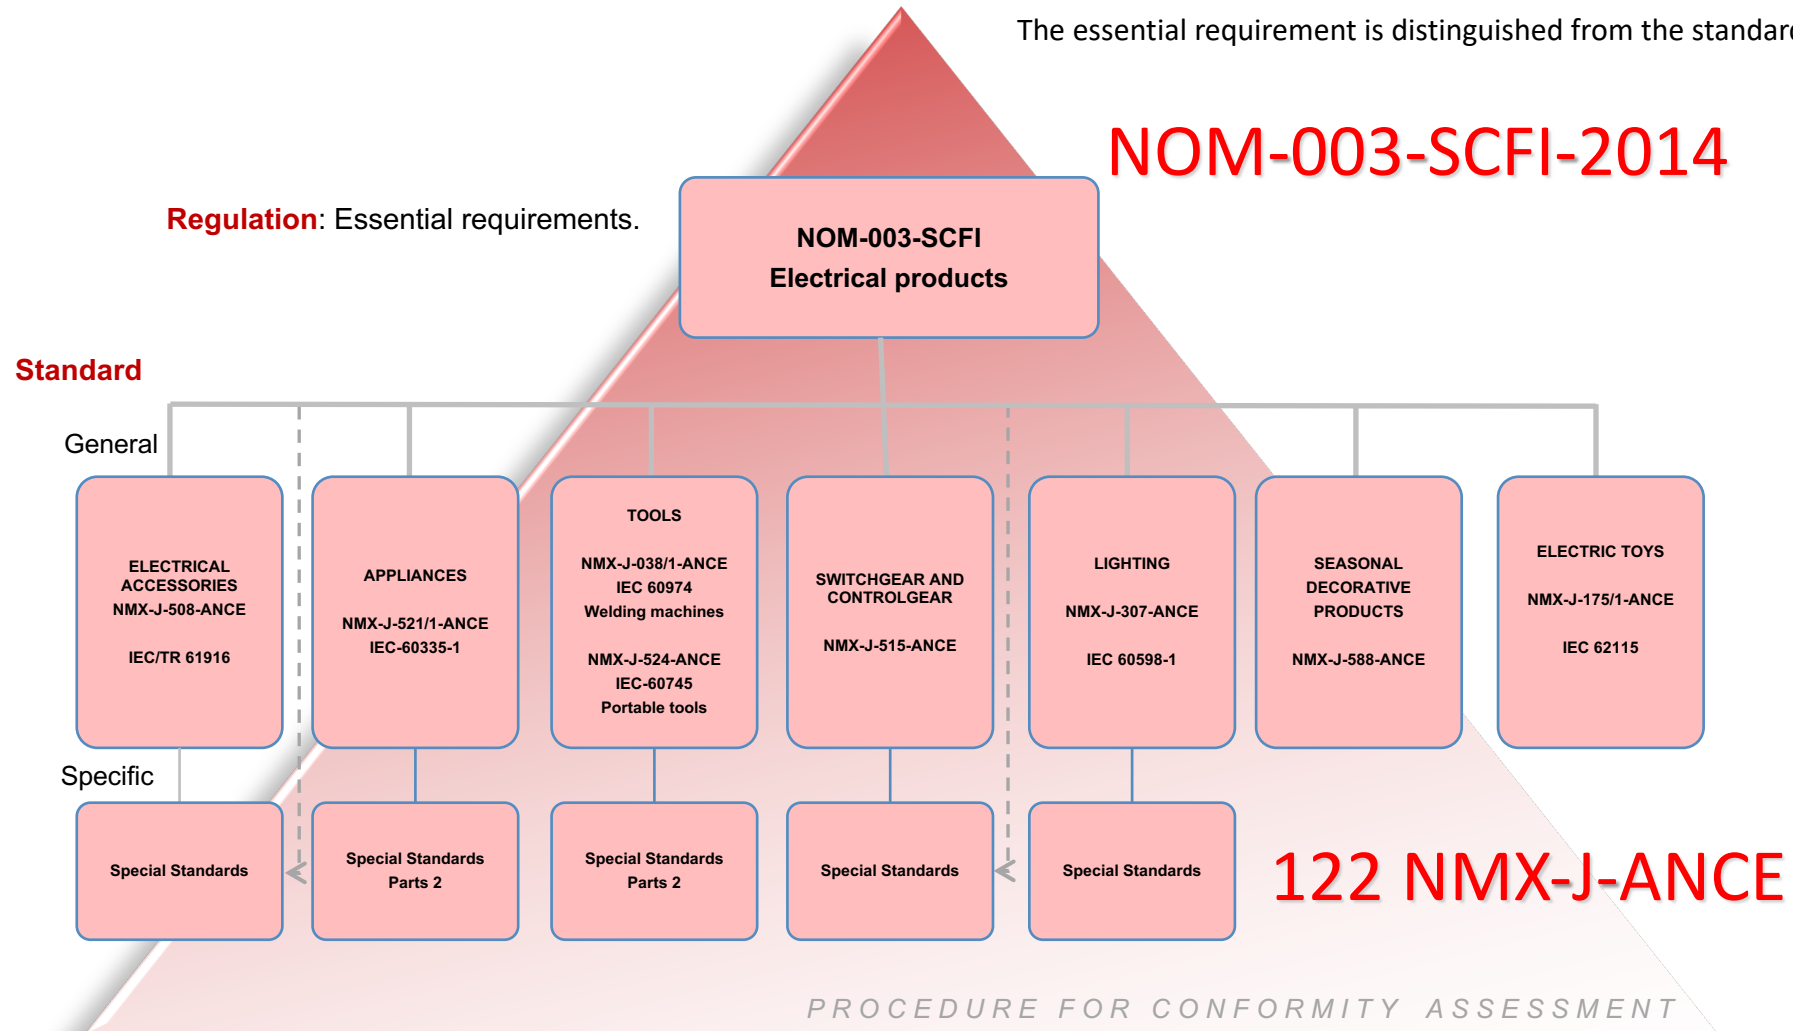 The essential requirement is distinguished from the standard
NOM-003-SCFI-2014
Regulation: Essential requirements.
NOM-003-SCFI
Electrical products
Standard
General
ELECTRICAL
ACCESSORIES
NMX-J-508-ANCE
IEC/TR 61916
APPLIANCES
NMX-J-521/1-ANCE
IEC-60335-1
TOOLS
NMX-J-038/1-ANCE
IEC 60974
Welding machines
NMX-J-524-ANCE
IEC-60745
Portable tools
SWITCHGEAR AND
CONTROLGEAR
NMX-J-515-ANCE
LIGHTING
NMX-J-307-ANCE
IEC 60598-1
SEASONAL
DECORATIVE
PRODUCTS
NMX-J-588-ANCE
ELECTRIC TOYS
NMX-J-175/1-ANCE
IEC 62115
Specific
Special Standards
Special Standards
Parts 2
Special Standards
Parts 2
Special Standards
Special Standards
122 NMX-J-ANCE
PROCEDURE FOR CONFORMITY ASSESSMENT